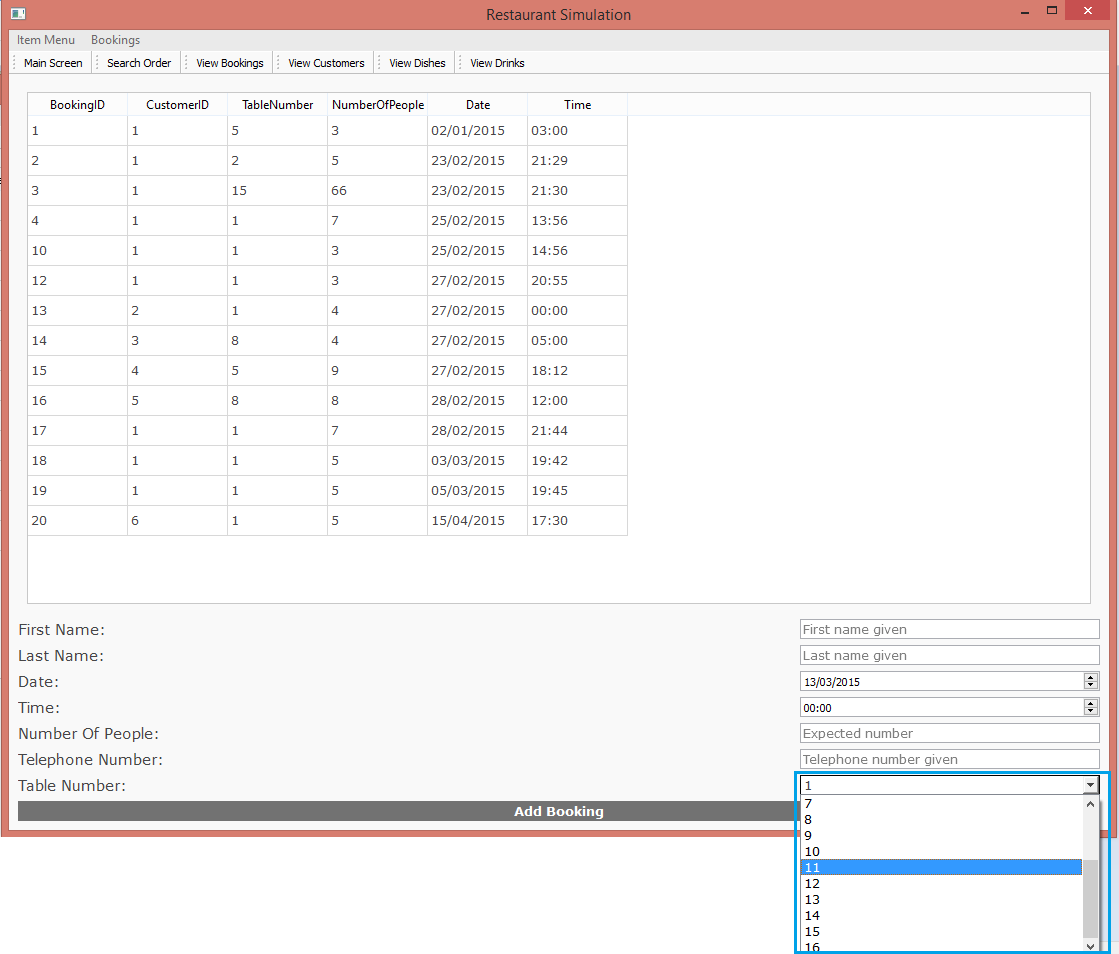 Restaurant Simulation
Item Menu Bookings
Main Screen Search Order View Bookings View Customers View Dishes View Drinks
BookingID CustomerID TableNumber NumberOfPeople Date Time
1 1 5 3 02/01/2015 03:00
2 1 2 5 23/02/2015 21:29
3 1 15 66 23/02/2015 21:30
4 1 1 7 25/02/2015 13:56
10 1 1 3 25/02/2015 14:56
12 1 1 3 27/02/2015 20:55
13 2 1 4 27/02/2015 00:00
14 3 8 4 27/02/2015 05:00
15 4 5 9 27/02/2015 18:12
16 5 8 8 28/02/2015 12:00
17 1 1 7 28/02/2015 21:44
18 1 1 5 03/03/2015 19:42
19 1 1 5 05/03/2015 19:45
20 6 1 5 15/04/2015 17:30
First Name: First name given
Last Name: Last name given
Date: 13/03/2015
Time: 00:00
Number Of People: Expected number
Telephone Number: Telephone number given
Table Number: 1
7
Add Booking
8
9
10
11
12
13
14
15
16